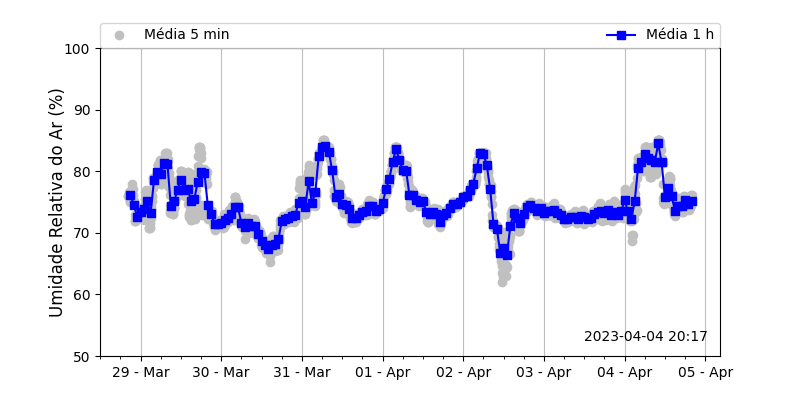 Média 5 min
Média 1 h
Umidade Relativa do Ar (%)
100
90
80
70
60
50
2023-04-04 20:17
29 - Mar
30 - Mar
31 - Mar
01 - Apr
02 - Apr
03 - Apr
04 - Apr
05 - Apr